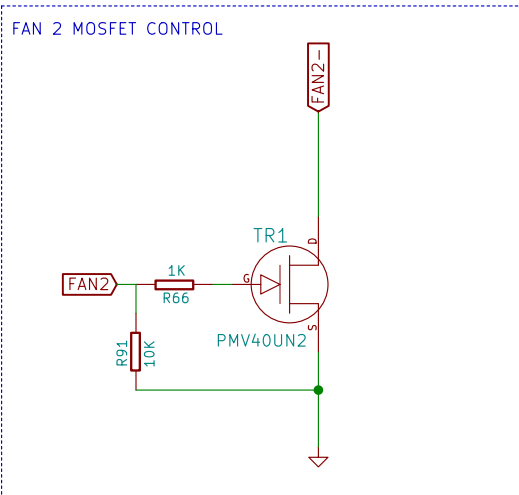 FAN 2 MOSFET CONTROL
FAN2-
TR1
D
1K
FAN2
G
R66
S
PMV40UN2
R91
10K